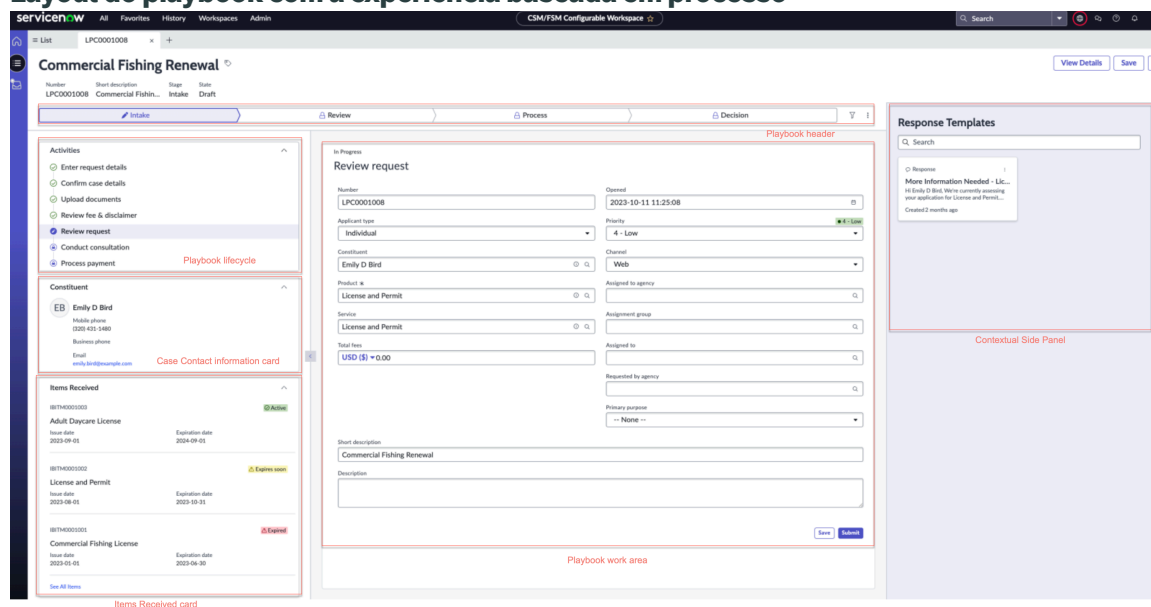 Layout do playbook com a experiência baseada em processo
servicenow All Favorites History Workspaces Admin CSM/FSM Configurable Workspace ☆ Search
List LPC0001008 × +
Commercial Fishing Renewal View Details Save
Number Short description Stage State
LPC0001008 Commercial Fishin... Intake Draft
Intake Review Process Decision
Playbook header
Activities
Enter request details
Confirm case details
Upload documents
Review fee & disclaimer
Review request
Conduct consultation
Process payment
Playbook lifecycle
Constituent
EB Emily D Bird
Mobile phone
(320) 431-1480
Business phone
Email
emily.bird@example.com
Case Contact information card
Items Received
IBITM0001003 Active
Adult Daycare License
Issue date Expiration date
2023-09-01 2024-09-01
IBITM0001002 Expires soon
License and Permit
Issue date Expiration date
2023-08-01 2023-10-31
IBITM0001001 Expired
Commercial Fishing License
Issue date Expiration date
2023-01-01 2023-06-30
See All Items
Items Received card
In Progress
Review request
Number Opened
LPC0001008 2023-10-11 11:25:08
Applicant type Priority 4 - Low
Individual 4 - Low
Constituent Channel
Emily D Bird Web
Product Assigned to agency
License and Permit
Service Assignment group
License and Permit
Total fees Assigned to
USD ($) 0.00
Requested by agency
Primary purpose
-- None --
Short description
Commercial Fishing Renewal
Description
Save Submit
Playbook work area
Response Templates
Search
Response
More Information Needed - Lic...
Hi Emily D Bird, We're currently assessing
your application for License and Permit....
Created 2 months ago
Contextual Side Panel